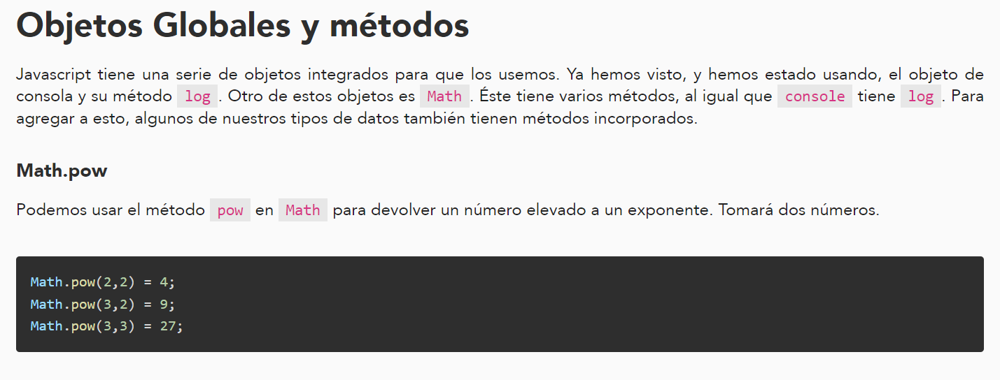 Objetos Globales y métodos
Javascript tiene una serie de objetos integrados para que los usemos. Ya hemos visto, y hemos estado usando, el objeto de
consola y su método log. Otro de estos objetos es Math. Éste tiene varios métodos, al igual que console tiene log. Para
agregar a esto, algunos de nuestros tipos de datos también tienen métodos incorporados.
Math.pow
Podemos usar el método pow en Math para devolver un número elevado a un exponente. Tomará dos números.
Math.pow(2,2) = 4;
Math.pow(3,2) = 9;
Math.pow(3,3) = 27;